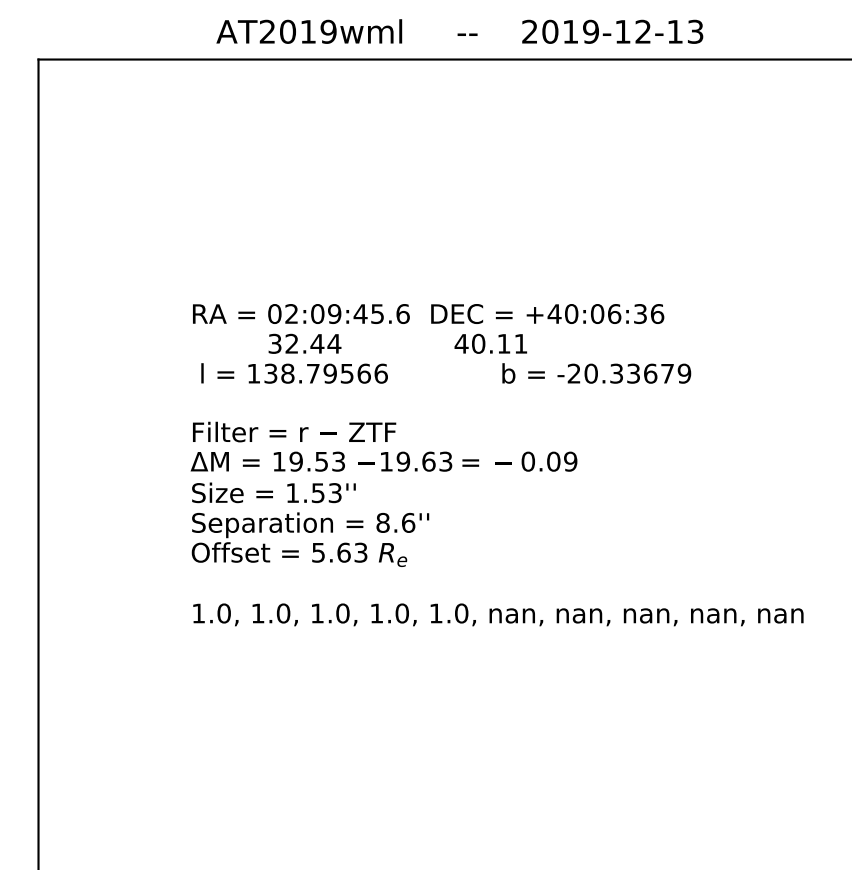 AT2019wml -- 2019-12-13
RA = 02:09:45.6 DEC = +40:06:36
32.44 40.11
l = 138.79566 b = -20.33679
Filter = r − ZTF
ΔM = 19.53 −19.63 = − 0.09
Size = 1.53''
Separation = 8.6''
Offset = 5.63 Re
1.0, 1.0, 1.0, 1.0, 1.0, nan, nan, nan, nan, nan